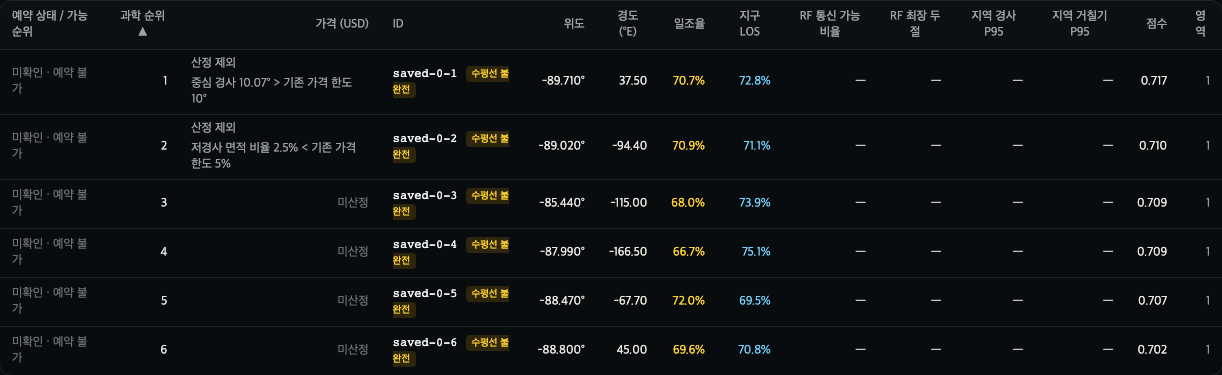 예약 상태 / 가능 순위 과학 순위 ▲ 가격 (USD) ID 위도 경도 (°E) 일조율 지구 LOS RF 통신 가능 비율 RF 최장 두절 지역 경사 P95 지역 거칠기 P95 점수 영역
미확인 · 예약 불가 1 산정 제외 중심 경사 10.07° > 기존 가격 한도 10° saved-0-1 수평선 불완전 -89.710° 37.50 70.7% 72.8% — — — — 0.717 1
미확인 · 예약 불가 2 산정 제외 저경사 면적 비율 2.5% < 기존 가격 한도 5% saved-0-2 수평선 불완전 -89.020° -94.40 70.9% 71.1% — — — — 0.710 1
미확인 · 예약 불가 3 미산정 saved-0-3 수평선 불완전 -85.440° -115.00 68.0% 73.9% — — — — 0.709 1
미확인 · 예약 불가 4 미산정 saved-0-4 수평선 불완전 -87.990° -166.50 66.7% 75.1% — — — — 0.709 1
미확인 · 예약 불가 5 미산정 saved-0-5 수평선 불완전 -88.470° -67.70 72.0% 69.5% — — — — 0.707 1
미확인 · 예약 불가 6 미산정 saved-0-6 수평선 불완전 -88.800° 45.00 69.6% 70.8% — — — — 0.702 1